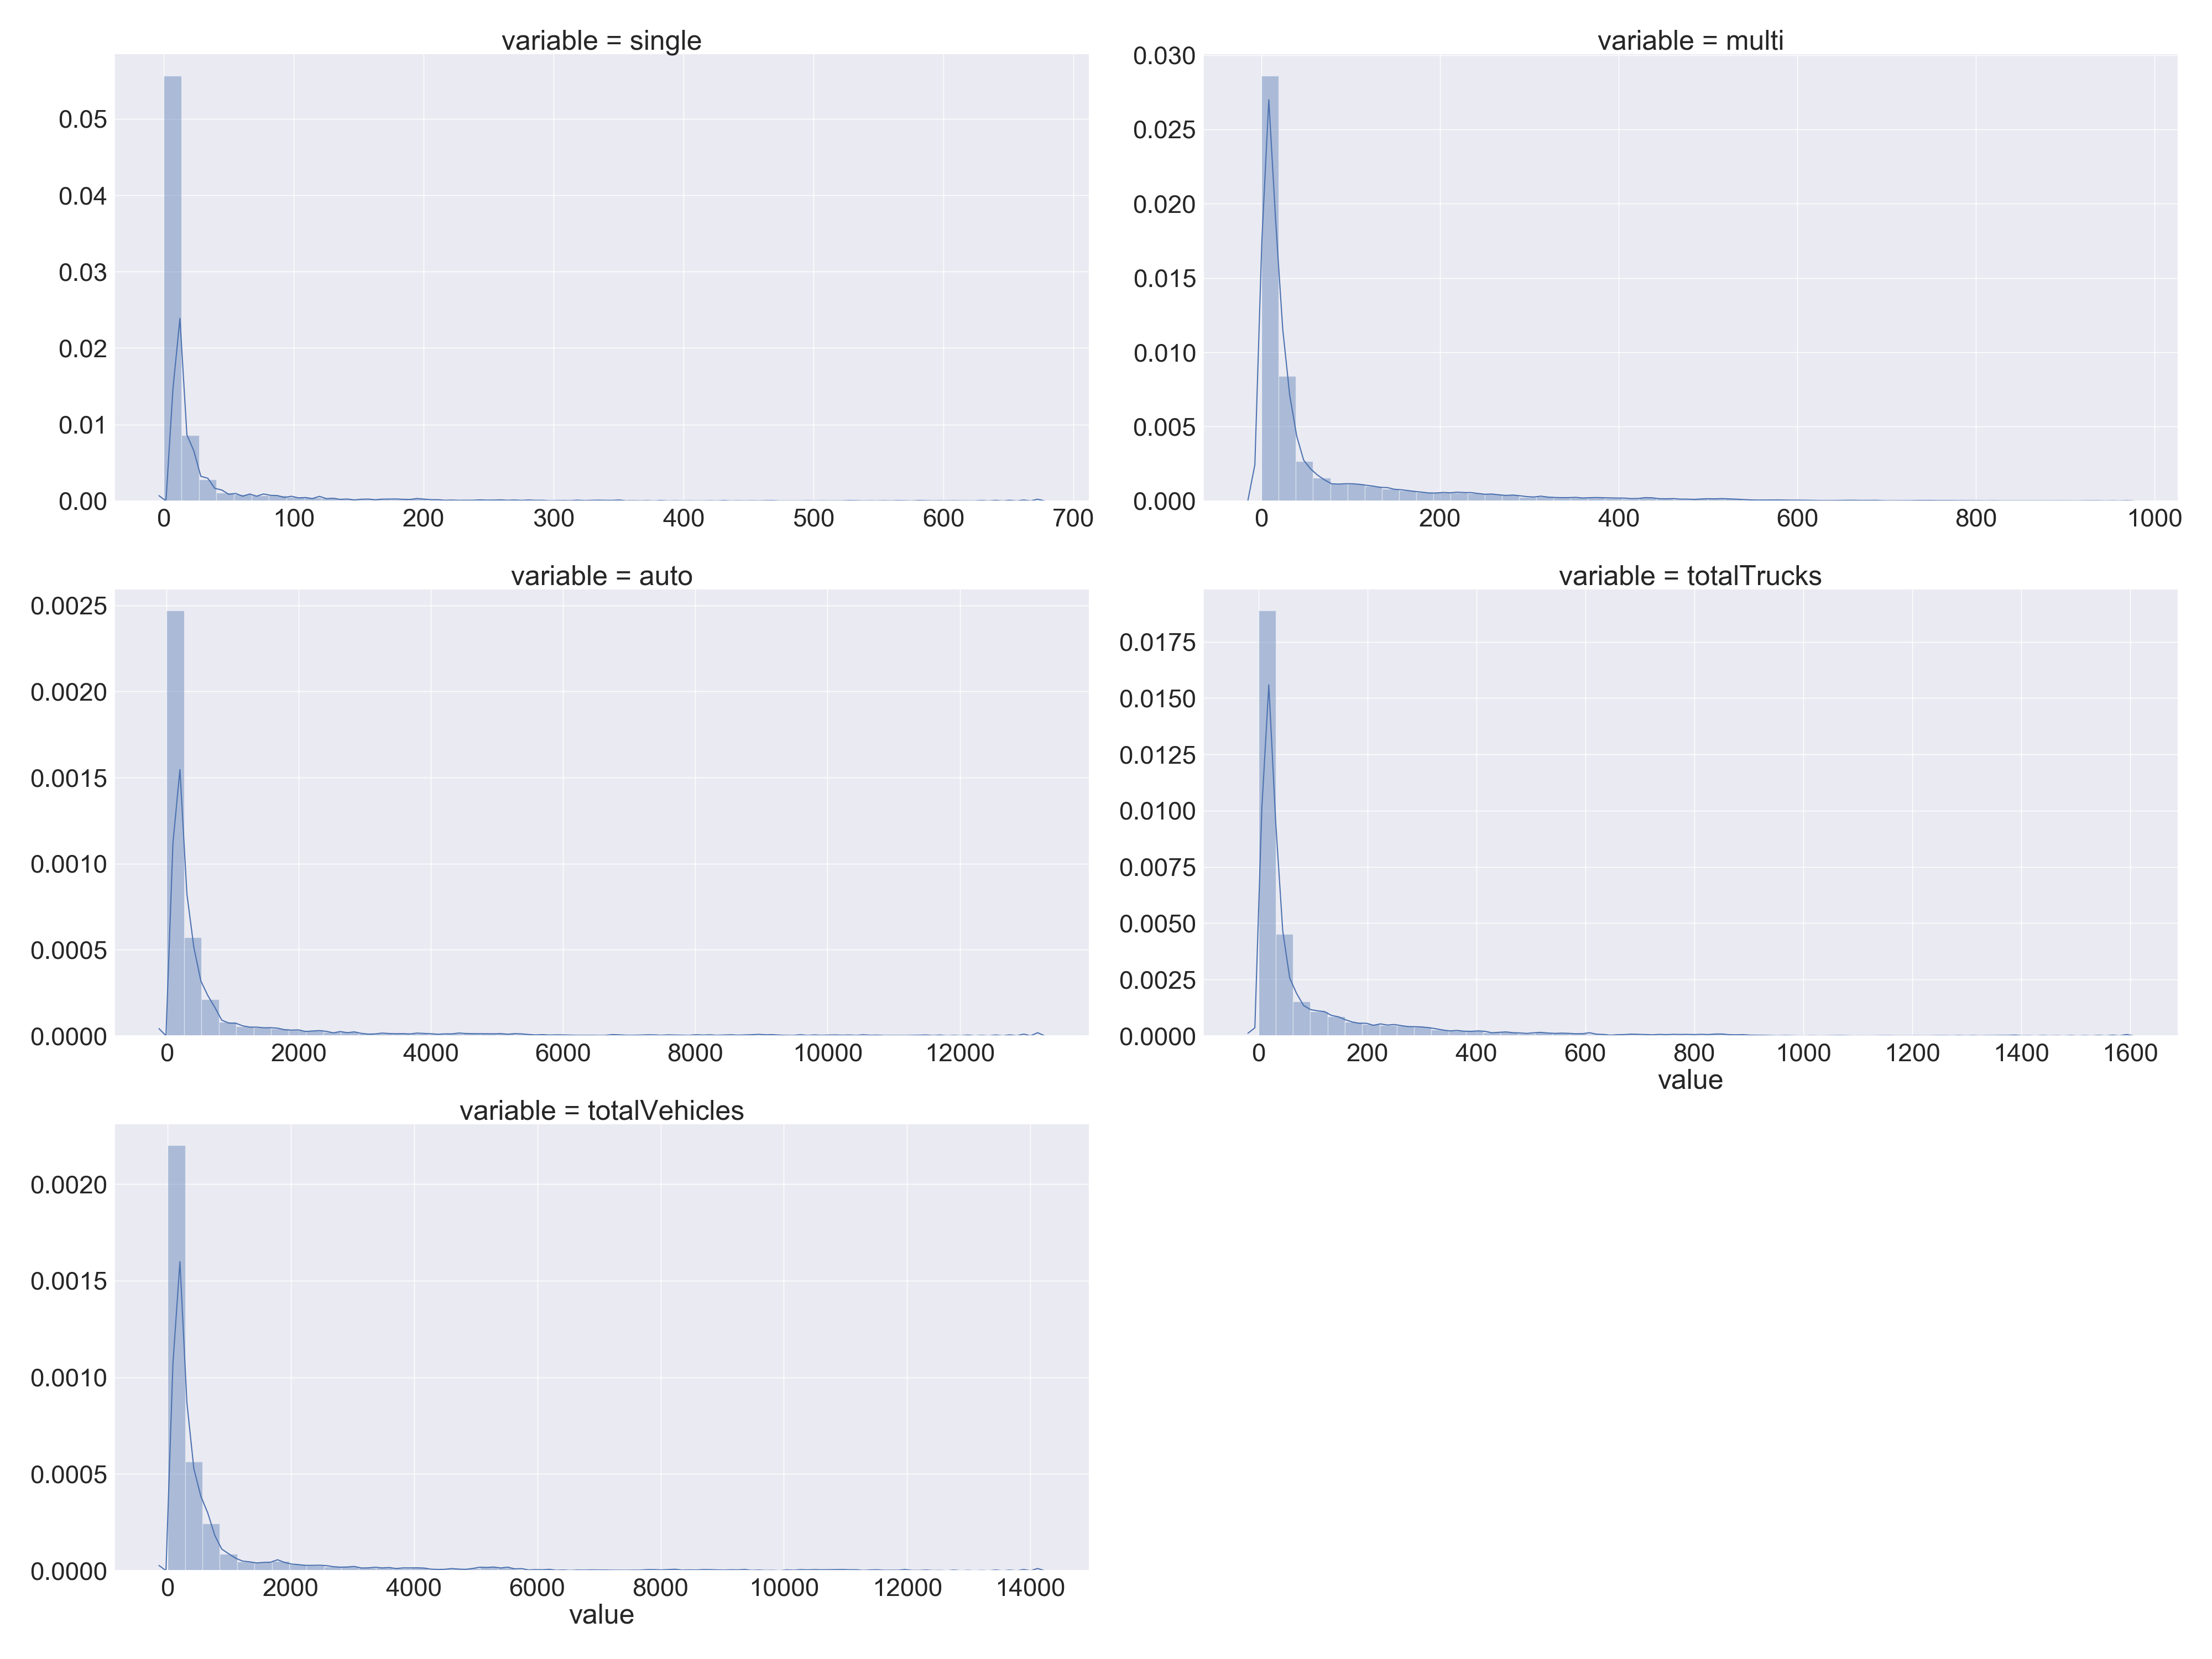 variable = single
0.05
0.04
0.03
0.02
0.01
0.00
0 100 200 300 400 500 600 700
variable = multi
0.030
0.025
0.020
0.015
0.010
0.005
0.000
0 200 400 600 800 1000
variable = auto
0.0025
0.0020
0.0015
0.0010
0.0005
0.0000
0 2000 4000 6000 8000 10000 12000
variable = totalTrucks
0.0175
0.0150
0.0125
0.0100
0.0075
0.0050
0.0025
0.0000
0 200 400 600 800 1000 1200 1400 1600
value
variable = totalVehicles
0.0020
0.0015
0.0010
0.0005
0.0000
0 2000 4000 6000 8000 10000 12000 14000
value